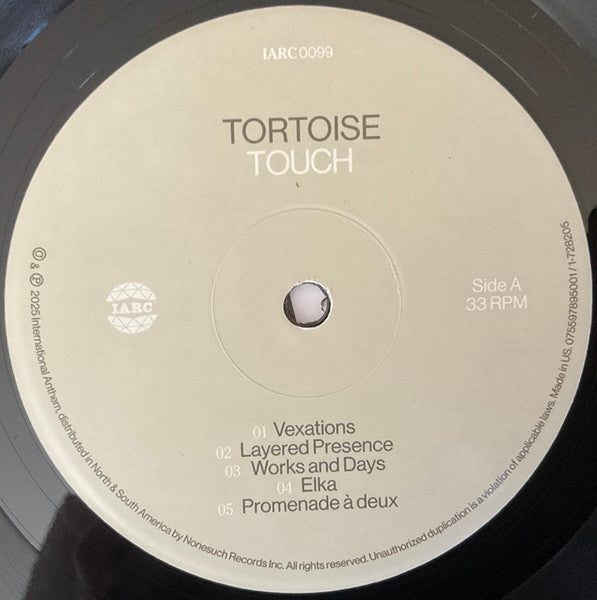 IARC 0099
TORTOISE
TOUCH
IARC
Side A
33 RPM
01 Vexations
02 Layered Presence
03 Works and Days
04 Elka
05 Promenade à deux
© & ℗ 2025 International Anthem, distributed in North & South America by Nonesuch Records Inc. All rights reserved. Unauthorized duplication is a violation of applicable laws. Made in US. 075597895001 / 1-728205